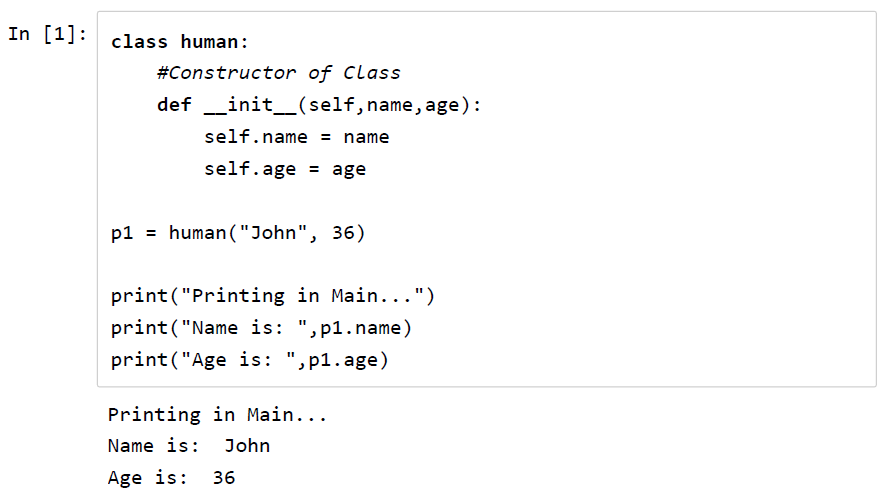 In [1]:
class human:
    #Constructor of Class
    def __init__(self,name,age):
        self.name = name
        self.age = age
p1 = human("John", 36)
print("Printing in Main...")
print("Name is: ",p1.name)
print("Age is: ",p1.age)
Printing in Main...
Name is:  John
Age is:  36